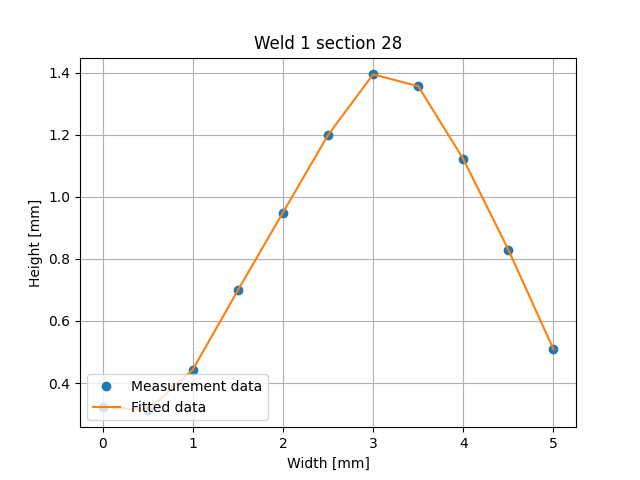 Weld 1 section 28
1.4
1.2
1.0
0.8
0.6
0.4
Height [mm]
Measurement data
Fitted data
0 1 2 3 4 5
Width [mm]